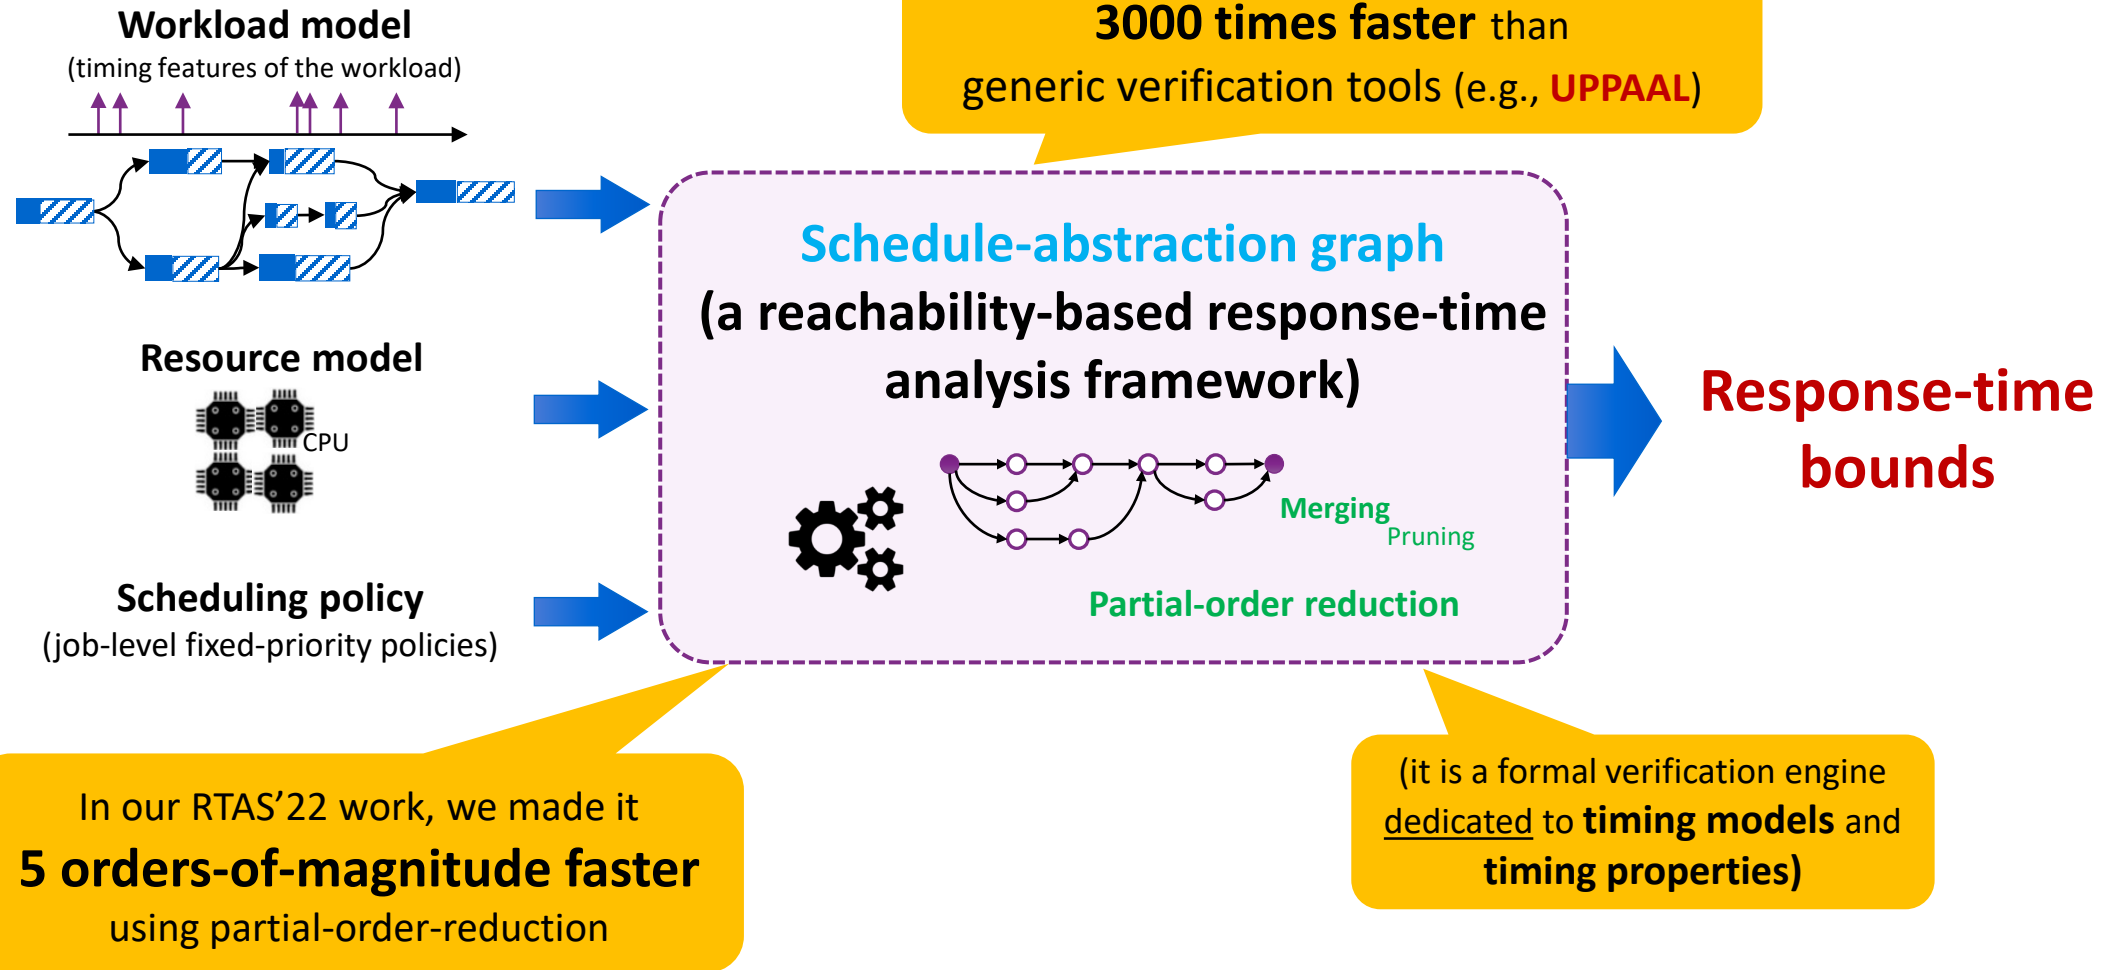 Workload model
(timing features of the workload)
3000 times faster than
generic verification tools (e.g., UPPAAL)
Schedule-abstraction graph
(a reachability-based response-time
analysis framework)
Resource model
CPU
Response-time
bounds
Merging
Pruning
Partial-order reduction
Scheduling policy
(job-level fixed-priority policies)
In our RTAS’22 work, we made it
5 orders-of-magnitude faster
using partial-order-reduction
(it is a formal verification engine
dedicated to timing models and
timing properties)